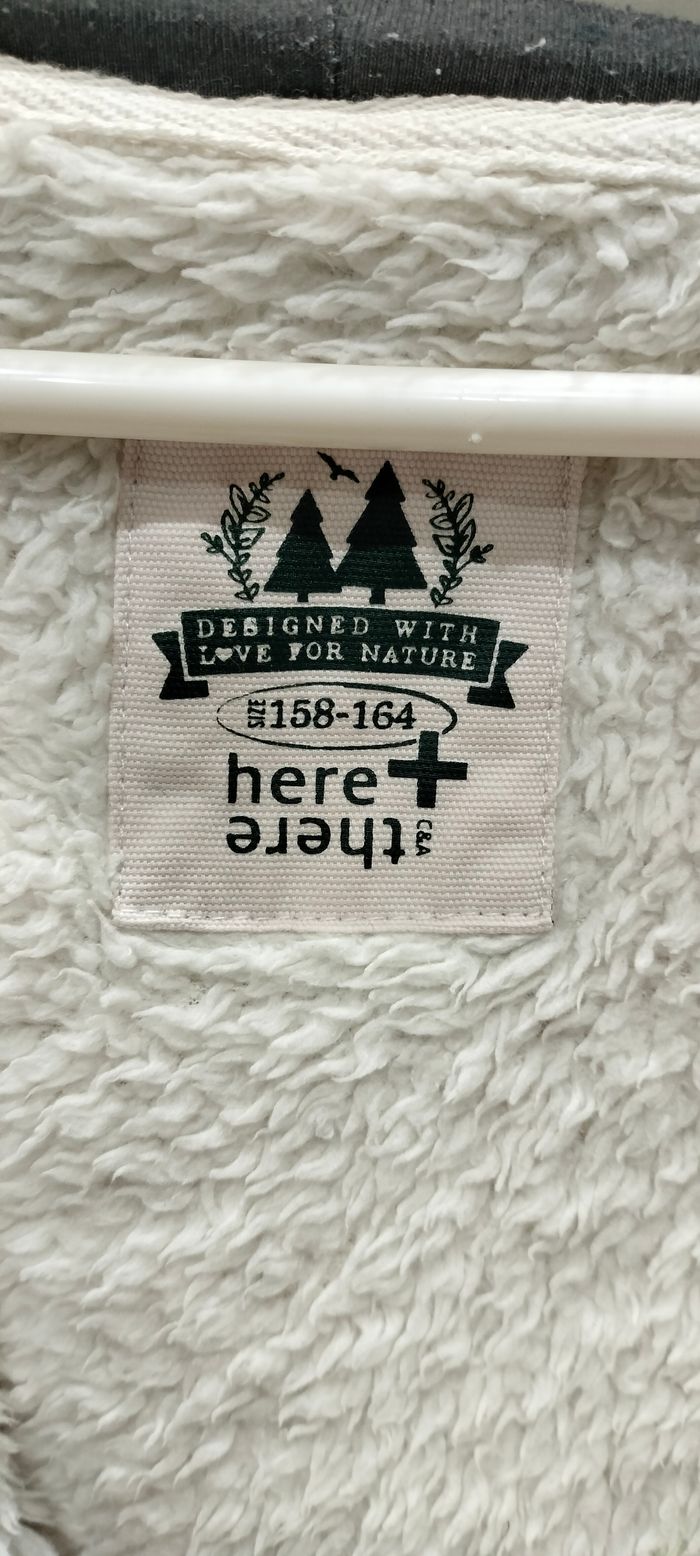 DESIGNED WITH
LOVE FOR NATURE
SIZE 158-164
here+
there C&A